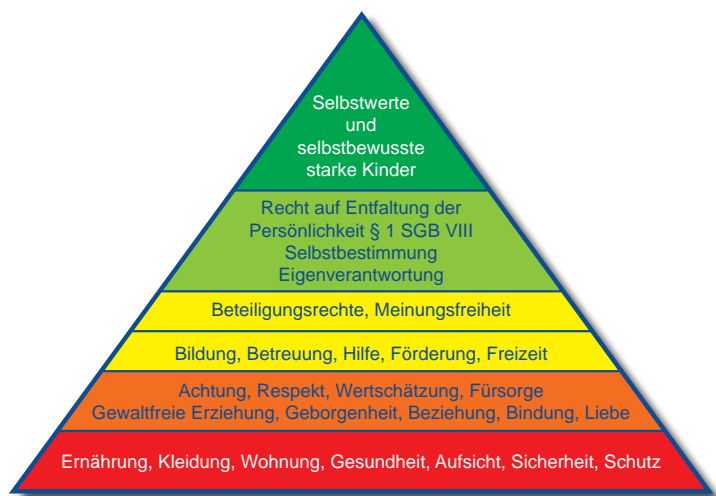 Selbstwerte
und
selbstbewusste
starke Kinder
Recht auf Entfaltung der
Persönlichkeit § 1 SGB VIII
Selbstbestimmung
Eigenverantwortung
Beteiligungsrechte, Meinungsfreiheit
Bildung, Betreuung, Hilfe, Förderung, Freizeit
Achtung, Respekt, Wertschätzung, Fürsorge
Gewaltfreie Erziehung, Geborgenheit, Beziehung, Bindung, Liebe
Ernährung, Kleidung, Wohnung, Gesundheit, Aufsicht, Sicherheit, Schutz